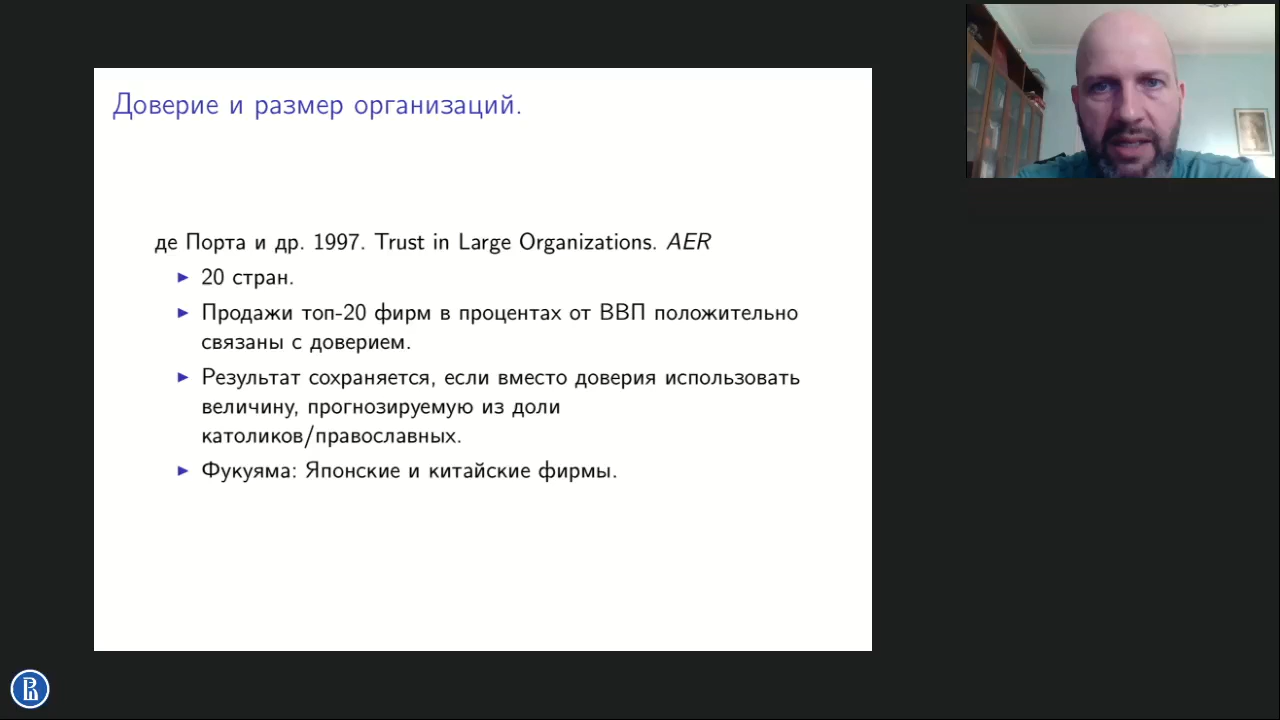 Доверие и размер организаций.
де Порта и др. 1997. Trust in Large Organizations. AER
20 стран.
Продажи топ-20 фирм в процентах от ВВП положительно
связаны с доверием.
Результат сохраняется, если вместо доверия использовать
величину, прогнозируемую из доли
католиков/православных.
Фукуяма: Японские и китайские фирмы.